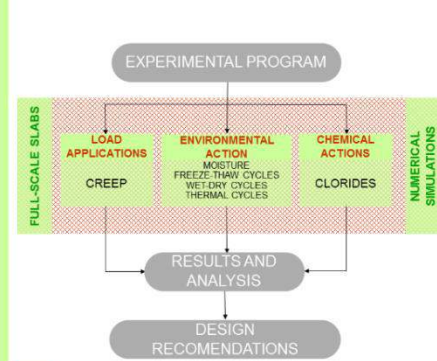 EXPERIMENTAL PROGRAM
FULL-SCALE SLABS
LOAD
APPLICATIONS
CREEP
ENVIRONMENTAL
ACTION
MOISTURE
FREEZE-THAW CYCLES
WET-DRY CYCLES
THERMAL CYCLES
CHEMICAL
ACTIONS
CLORIDES
NUMERICAL
SIMULATIONS
RESULTS AND
ANALYSIS
DESIGN
RECOMENDATIONS